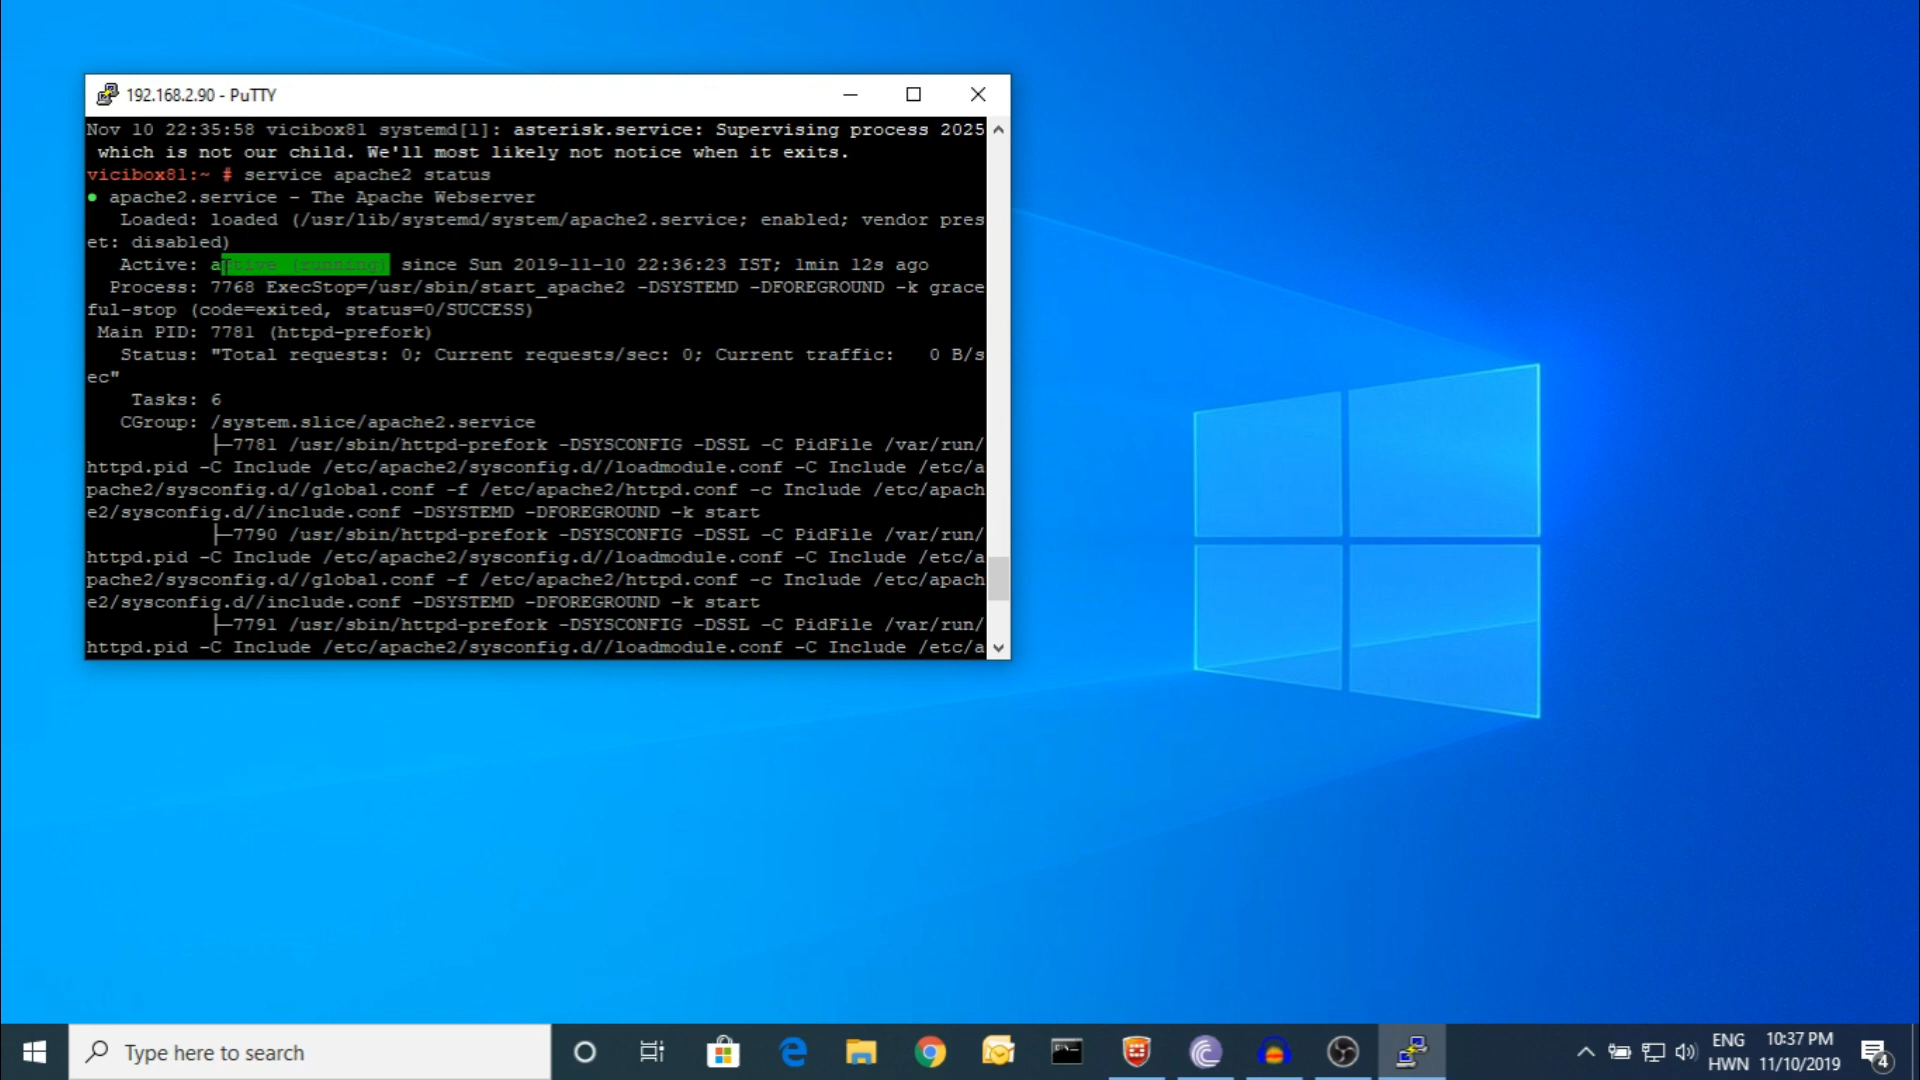 192.168.2.90 - PuTTY
Nov 10 22:35:58 vicibox81 systemd[1]: asterisk.service: Supervising process 2025
which is not our child. We'll most likely not notice when it exits.
vicibox81:~ # service apache2 status
● apache2.service - The Apache Webserver
Loaded: loaded (/usr/lib/systemd/system/apache2.service; enabled; vendor pres
et: disabled)
Active: active (running) since Sun 2019-11-10 22:36:23 IST; 1min 12s ago
Process: 7768 ExecStop=/usr/sbin/start_apache2 -DSYSTEMD -DFOREGROUND -k grace
ful-stop (code=exited, status=0/SUCCESS)
Main PID: 7781 (httpd-prefork)
Status: "Total requests: 0; Current requests/sec: 0; Current traffic:   0 B/s
ec"
Tasks: 6
CGroup: /system.slice/apache2.service
├─7781 /usr/sbin/httpd-prefork -DSYSCONFIG -DSSL -C PidFile /var/run/
httpd.pid -C Include /etc/apache2/sysconfig.d//loadmodule.conf -C Include /etc/a
pache2/sysconfig.d//global.conf -f /etc/apache2/httpd.conf -c Include /etc/apach
e2/sysconfig.d//include.conf -DSYSTEMD -DFOREGROUND -k start
├─7790 /usr/sbin/httpd-prefork -DSYSCONFIG -DSSL -C PidFile /var/run/
httpd.pid -C Include /etc/apache2/sysconfig.d//loadmodule.conf -C Include /etc/a
pache2/sysconfig.d//global.conf -f /etc/apache2/httpd.conf -c Include /etc/apach
e2/sysconfig.d//include.conf -DSYSTEMD -DFOREGROUND -k start
├─7791 /usr/sbin/httpd-prefork -DSYSCONFIG -DSSL -C PidFile /var/run/
httpd.pid -C Include /etc/apache2/sysconfig.d//loadmodule.conf -C Include /etc/a
Type here to search
ENG
HWN
10:37 PM
11/10/2019
4